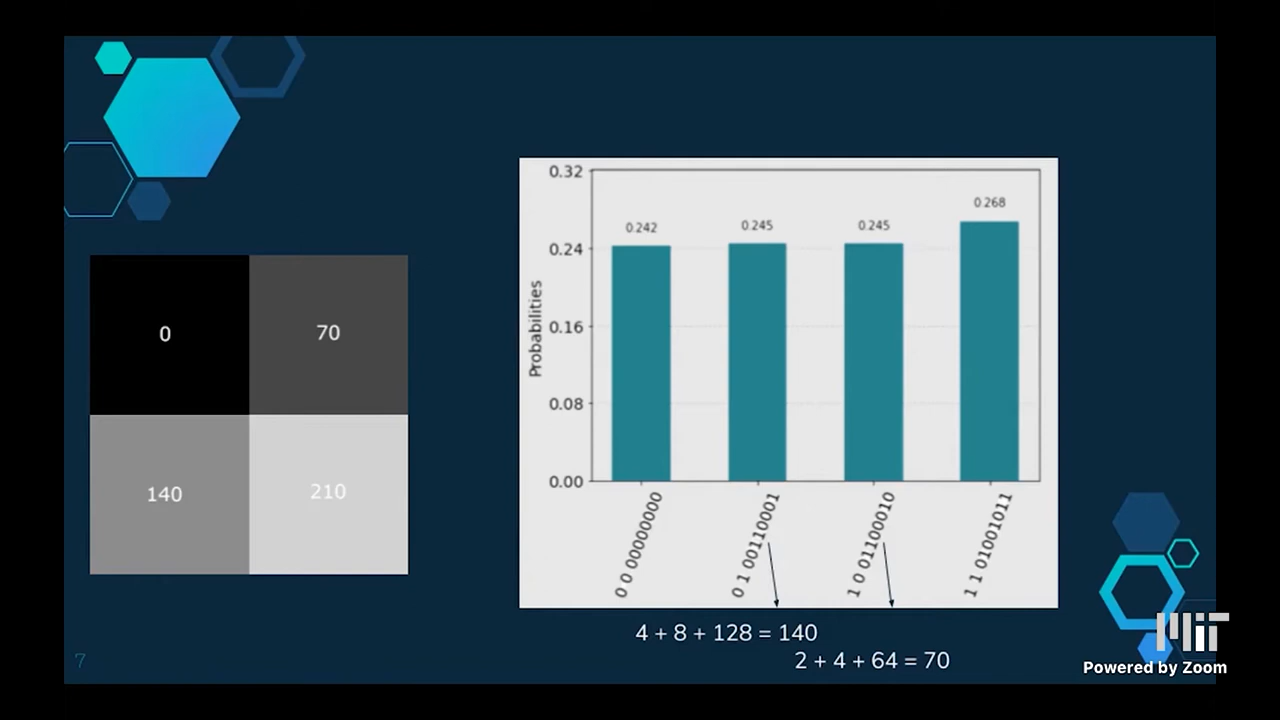 0
70
140
210
Probabilities
0.32
0.24
0.16
0.08
0.00
0.242
0.245
0.245
0.268
0 0 00000000
0 1 00110001
1 0 01100010
1 1 01001011
4 + 8 + 128 = 140
2 + 4 + 64 = 70
7
MIT
Powered by Zoom